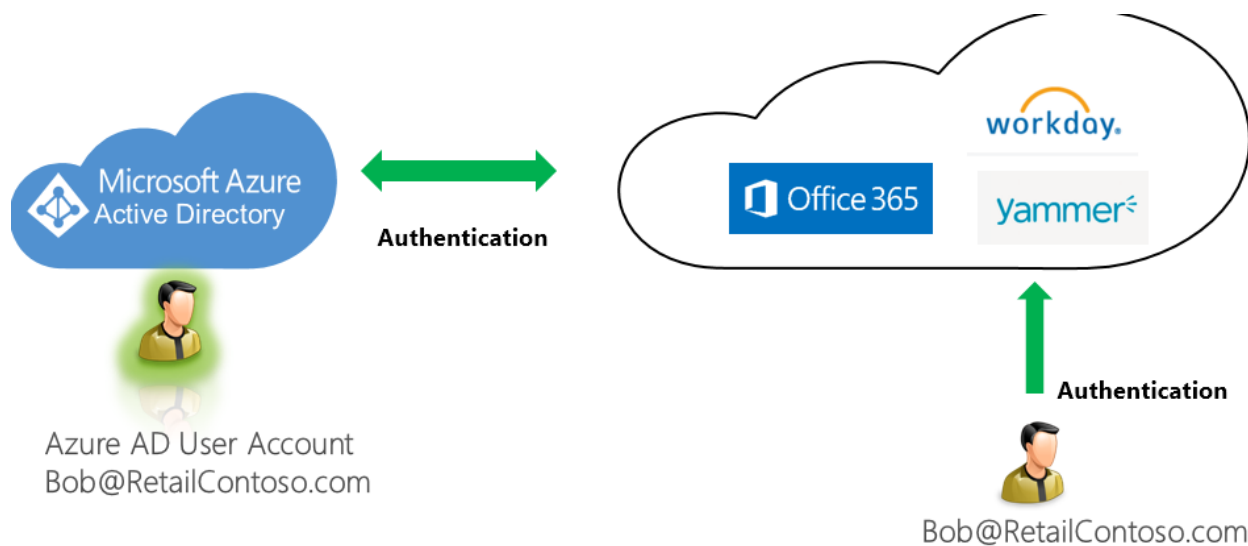 Microsoft Azure
Active Directory
Authentication
workday.
Office 365
yammer
Authentication
Azure AD User Account
Bob@RetailContoso.com
Bob@RetailContoso.com